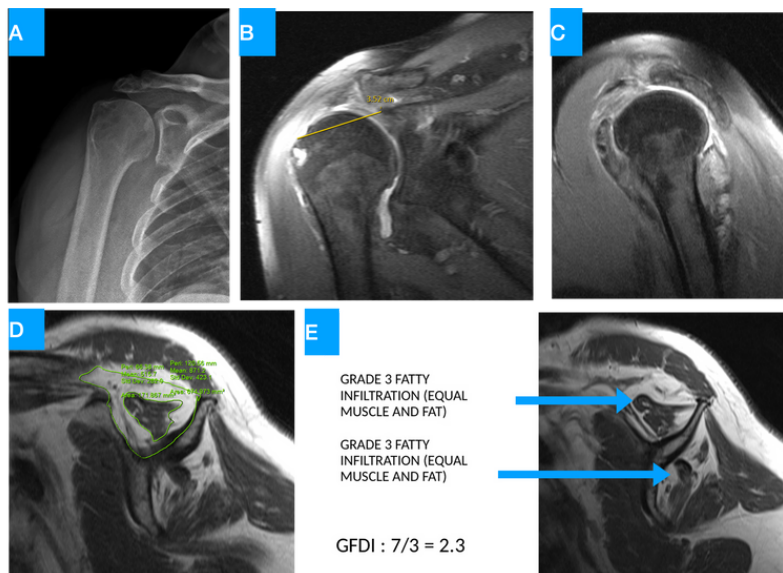 A
B
C
D
E
GRADE 3 FATTY
INFILTRATION (EQUAL
MUSCLE AND FAT)
GRADE 3 FATTY
INFILTRATION (EQUAL
MUSCLE AND FAT)
GFDI : 7/3 = 2.3